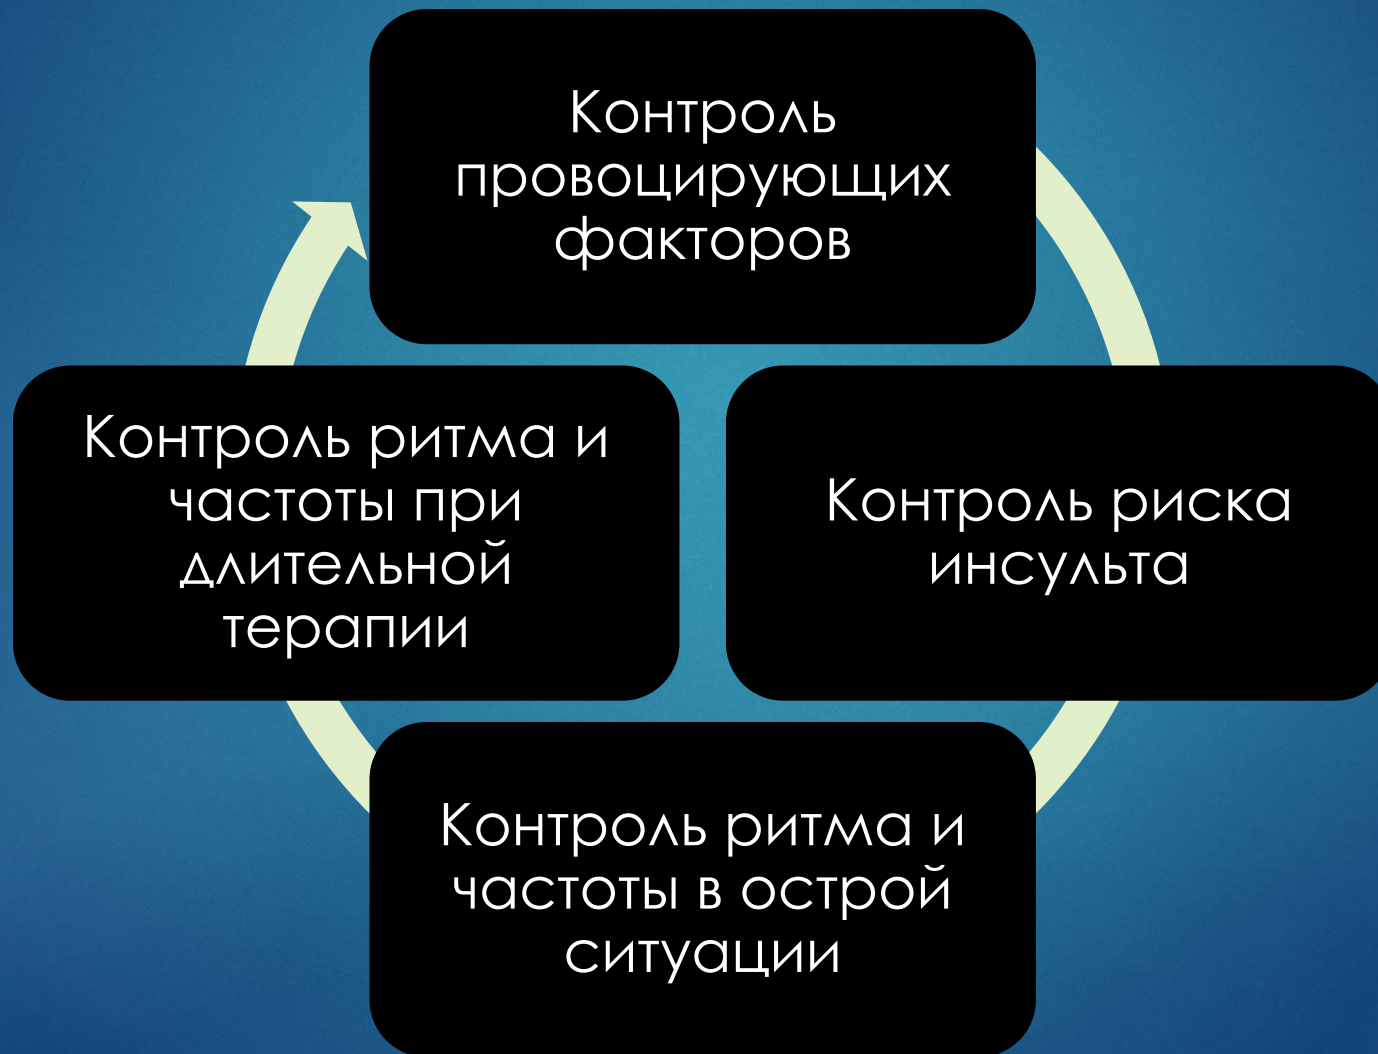 Контроль
провоцирующих
факторов
Контроль риска
инсульта
Контроль ритма и
частоты в острой
ситуации
Контроль ритма и
частоты при
длительной
терапии